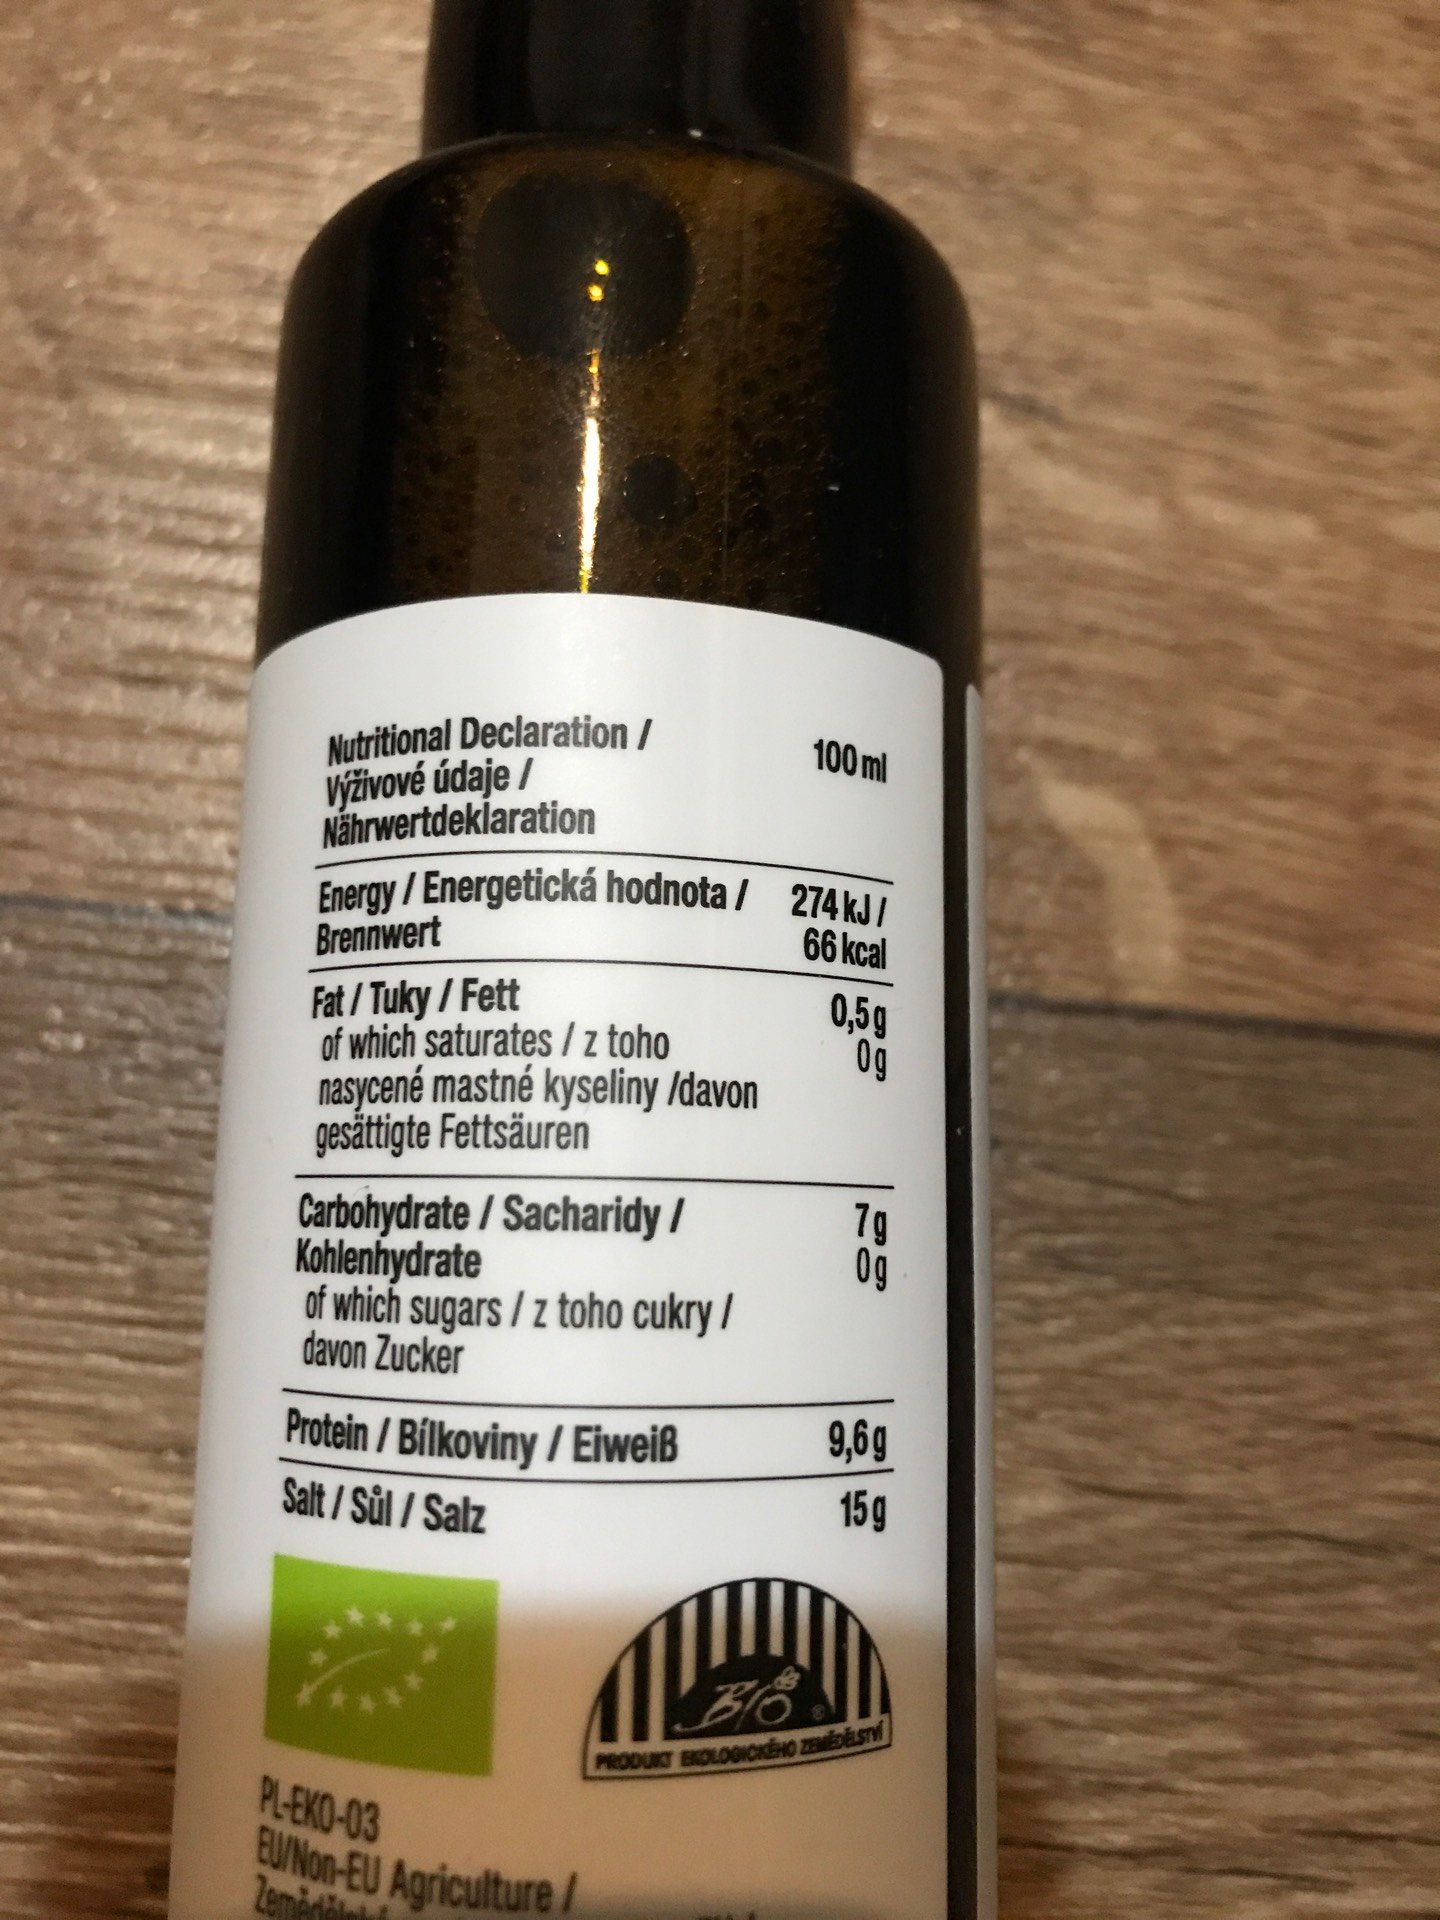 Nutritional Declaration / 100 ml
Výživové údaje /
Nährwertdeklaration
Energy / Energetická hodnota / 274 kJ /
Brennwert 66 kcal
Fat / Tuky / Fett 0,5 g
of which saturates / z toho 0 g
nasycené mastné kyseliny /davon
gesättigte Fettsäuren
Carbohydrate / Sacharidy / 7 g
Kohlenhydrate 0 g
of which sugars / z toho cukry /
davon Zucker
Protein / Bílkoviny / Eiweiß 9,6 g
Salt / Sůl / Salz 15 g
Bio ®
PRODUKT EKOLOGICKÉHO ZEMĚDĚLSTVÍ
PL-EKO-03
EU/Non-EU Agriculture /